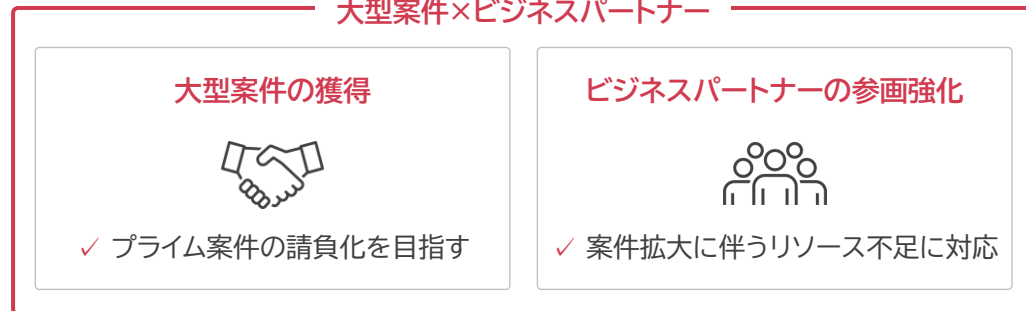 大型案件×ビジネスパートナー
大型案件の獲得
✓ プライム案件の請負化を目指す
ビジネスパートナーの参画強化
✓ 案件拡大に伴うリソース不足に対応